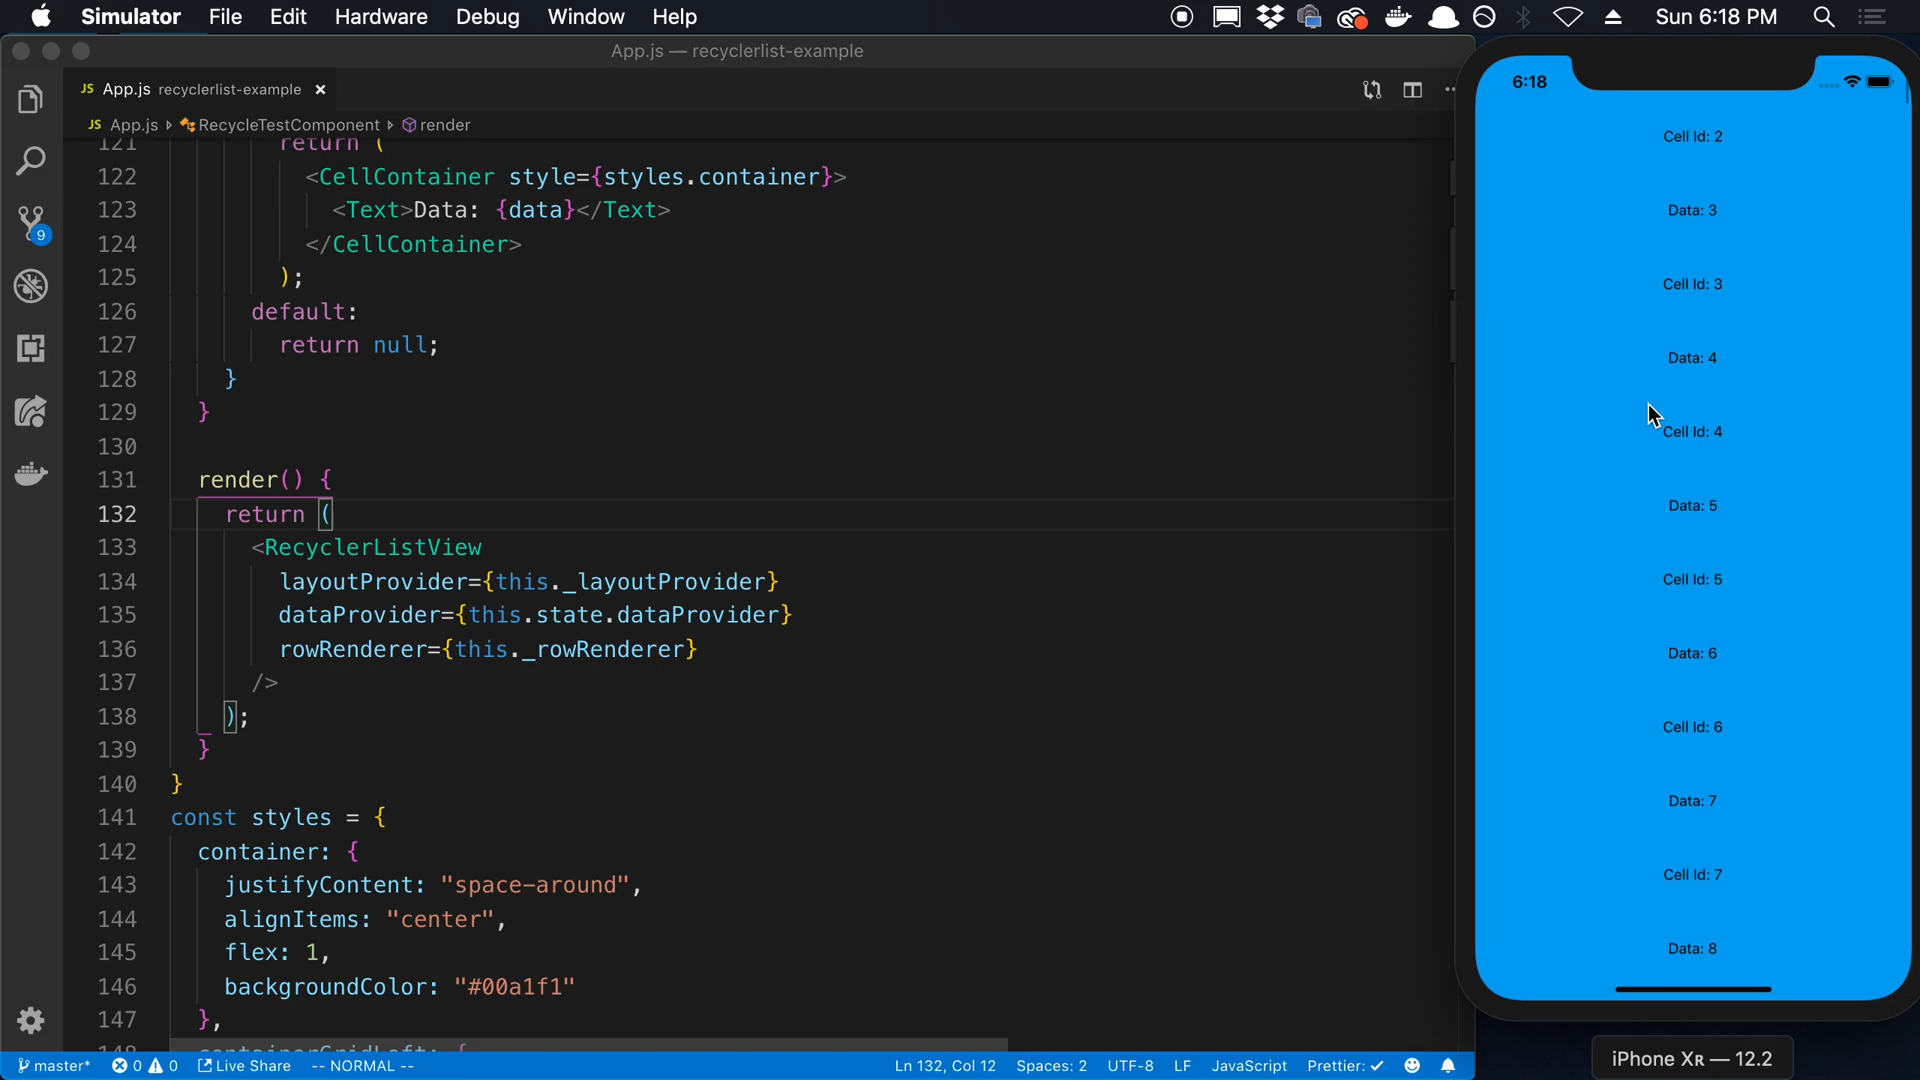 Simulator File Edit Hardware Debug Window Help Sun 6:18 PM
App.js — recyclerlist-example
JS App.js recyclerlist-example ×
JS App.js RecycleTestComponent render
9
121 return (
122 <CellContainer style={styles.container}>
123 <Text>Data: {data}</Text>
124 </CellContainer>
125 );
126 default:
127 return null;
128 }
129 }
130
131 render() {
132 return (
133 <RecyclerListView
134 layoutProvider={this._layoutProvider}
135 dataProvider={this.state.dataProvider}
136 rowRenderer={this._rowRenderer}
137 />
138 );
139 }
140 }
141 const styles = {
142 container: {
143 justifyContent: "space-around",
144 alignItems: "center",
145 flex: 1,
146 backgroundColor: "#00a1f1"
147 },
148 containerGridLeft: {
master* 0 0 Live Share -- NORMAL -- Ln 132, Col 12 Spaces: 2 UTF-8 LF JavaScript Prettier: ✓
6:18
Cell Id: 2
Data: 3
Cell Id: 3
Data: 4
Cell Id: 4
Data: 5
Cell Id: 5
Data: 6
Cell Id: 6
Data: 7
Cell Id: 7
Data: 8
iPhone XR — 12.2